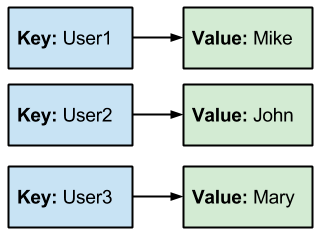 Key: User1 Value: Mike
Key: User2 Value: John
Key: User3 Value: Mary